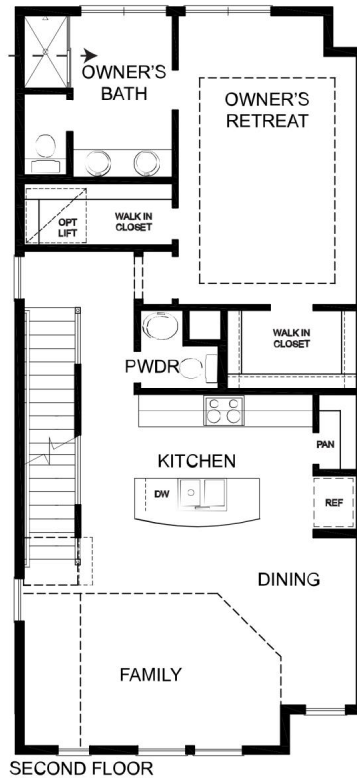 OWNER'S
BATH
OWNER'S
RETREAT
OPT
LIFT
WALK IN
CLOSET
WALK IN
CLOSET
PWDR
KITCHEN
PAN
DW
REF
DINING
FAMILY
SECOND FLOOR